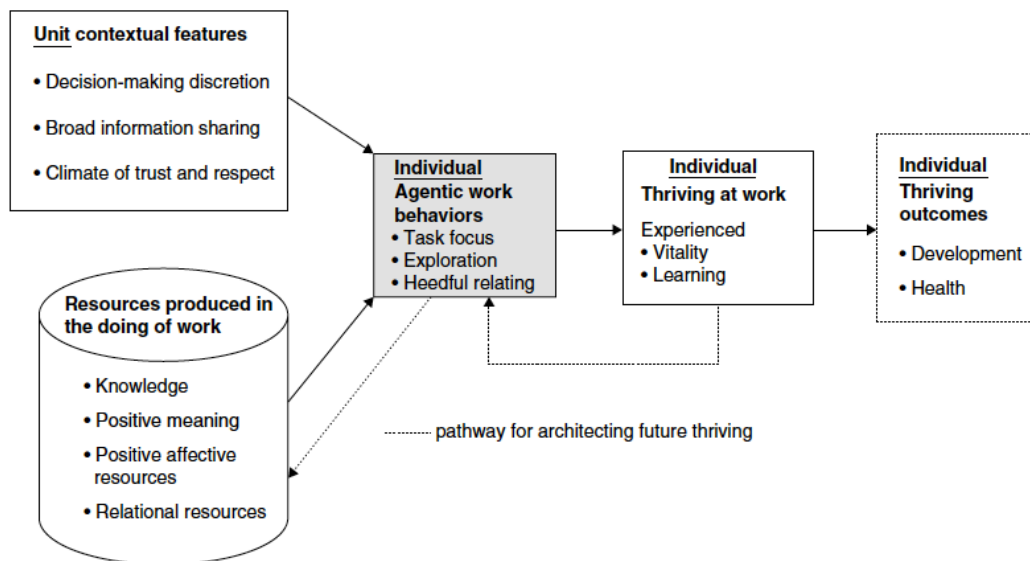 Unit contextual features
• Decision-making discretion
• Broad information sharing
• Climate of trust and respect
Resources produced in
the doing of work
• Knowledge
• Positive meaning
• Positive affective
resources
• Relational resources
Individual
Agentic work
behaviors
• Task focus
• Exploration
• Heedful relating
Individual
Thriving at work
Experienced
• Vitality
• Learning
Individual
Thriving
outcomes
• Development
• Health
pathway for architecting future thriving